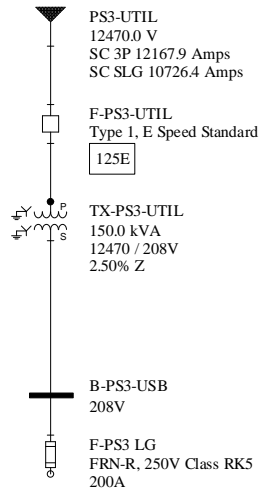 PS3-UTIL
12470.0 V
SC 3P 12167.9 Amps
SC SLG 10726.4 Amps
F-PS3-UTIL
Type 1, E Speed Standard
125E
P
TX-PS3-UTIL
S
150.0 kVA
12470 / 208V
2.50% Z
B-PS3-USB
208V
F-PS3 LG
FRN-R, 250V Class RK5
200A